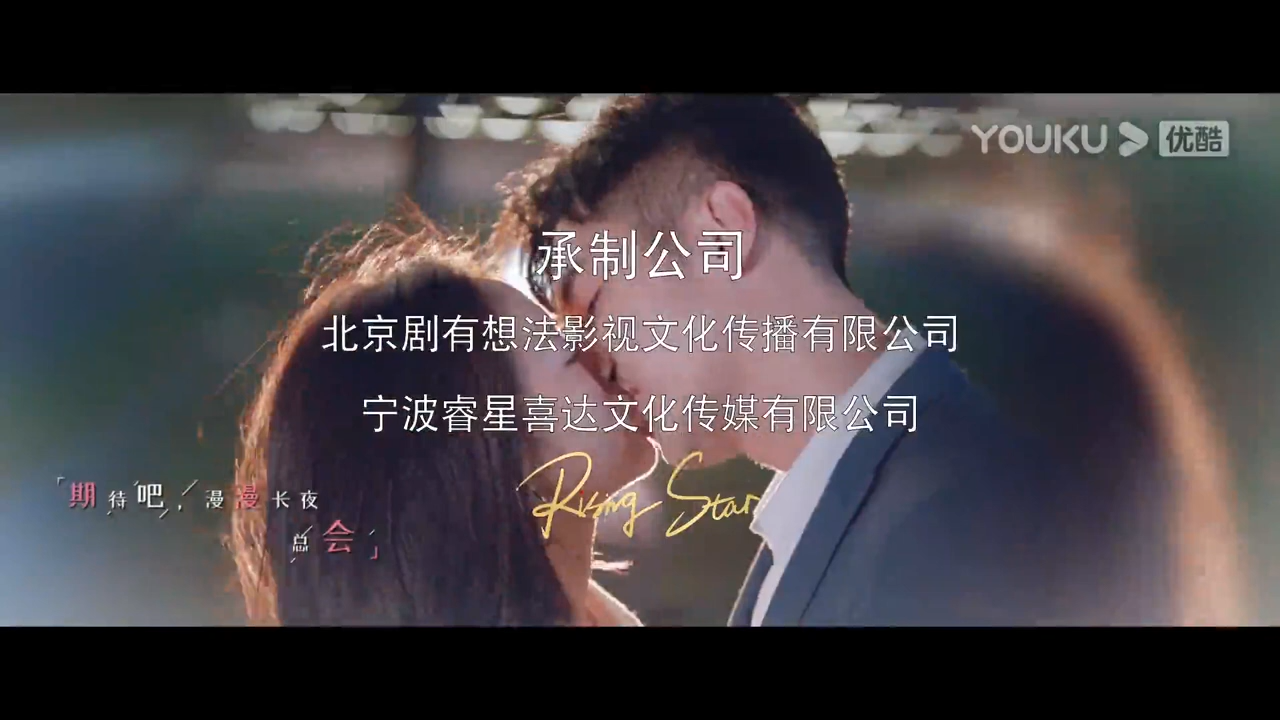 YOUKU 优酷
承制公司
北京剧有想法影视文化传播有限公司
宁波睿星喜达文化传媒有限公司
Rising Star
「期待吧，漫漫长夜
总会」